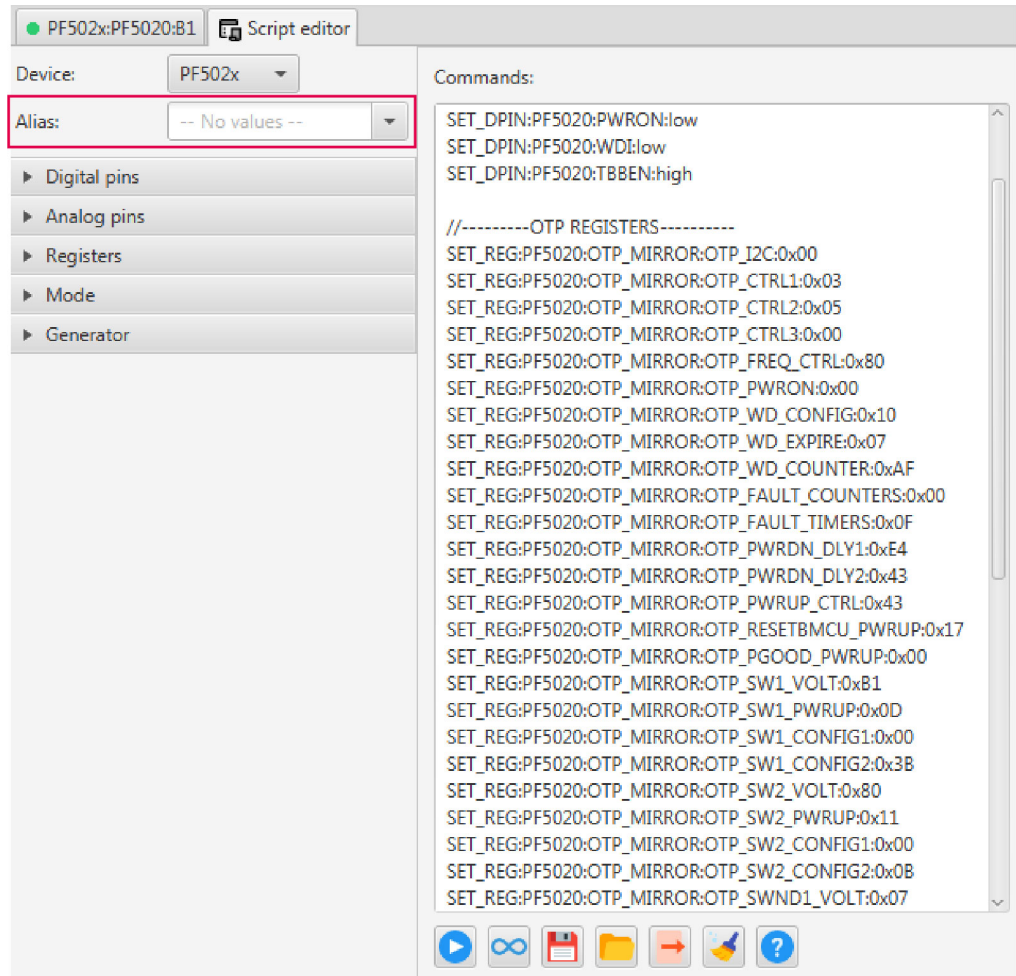 PF502x:PF5020:B1
Script editor
Device:
PF502x
Alias:
-- No values --
Digital pins
Analog pins
Registers
Mode
Generator
Commands:
SET_DPIN:PF5020:PWRON:low
SET_DPIN:PF5020:WDI:low
SET_DPIN:PF5020:TBBEN:high
//---------OTP REGISTERS----------
SET_REG:PF5020:OTP_MIRROR:OTP_I2C:0x00
SET_REG:PF5020:OTP_MIRROR:OTP_CTRL1:0x03
SET_REG:PF5020:OTP_MIRROR:OTP_CTRL2:0x05
SET_REG:PF5020:OTP_MIRROR:OTP_CTRL3:0x00
SET_REG:PF5020:OTP_MIRROR:OTP_FREQ_CTRL:0x80
SET_REG:PF5020:OTP_MIRROR:OTP_PWRON:0x00
SET_REG:PF5020:OTP_MIRROR:OTP_WD_CONFIG:0x10
SET_REG:PF5020:OTP_MIRROR:OTP_WD_EXPIRE:0x07
SET_REG:PF5020:OTP_MIRROR:OTP_WD_COUNTER:0xAF
SET_REG:PF5020:OTP_MIRROR:OTP_FAULT_COUNTERS:0x00
SET_REG:PF5020:OTP_MIRROR:OTP_FAULT_TIMERS:0x0F
SET_REG:PF5020:OTP_MIRROR:OTP_PWRDN_DLY1:0xE4
SET_REG:PF5020:OTP_MIRROR:OTP_PWRDN_DLY2:0x43
SET_REG:PF5020:OTP_MIRROR:OTP_PWRUP_CTRL:0x43
SET_REG:PF5020:OTP_MIRROR:OTP_RESETBMCU_PWRUP:0x17
SET_REG:PF5020:OTP_MIRROR:OTP_PGOOD_PWRUP:0x00
SET_REG:PF5020:OTP_MIRROR:OTP_SW1_VOLT:0xB1
SET_REG:PF5020:OTP_MIRROR:OTP_SW1_PWRUP:0x0D
SET_REG:PF5020:OTP_MIRROR:OTP_SW1_CONFIG1:0x00
SET_REG:PF5020:OTP_MIRROR:OTP_SW1_CONFIG2:0x3B
SET_REG:PF5020:OTP_MIRROR:OTP_SW2_VOLT:0x80
SET_REG:PF5020:OTP_MIRROR:OTP_SW2_PWRUP:0x11
SET_REG:PF5020:OTP_MIRROR:OTP_SW2_CONFIG1:0x00
SET_REG:PF5020:OTP_MIRROR:OTP_SW2_CONFIG2:0x0B
SET_REG:PF5020:OTP_MIRROR:OTP_SWND1_VOLT:0x07